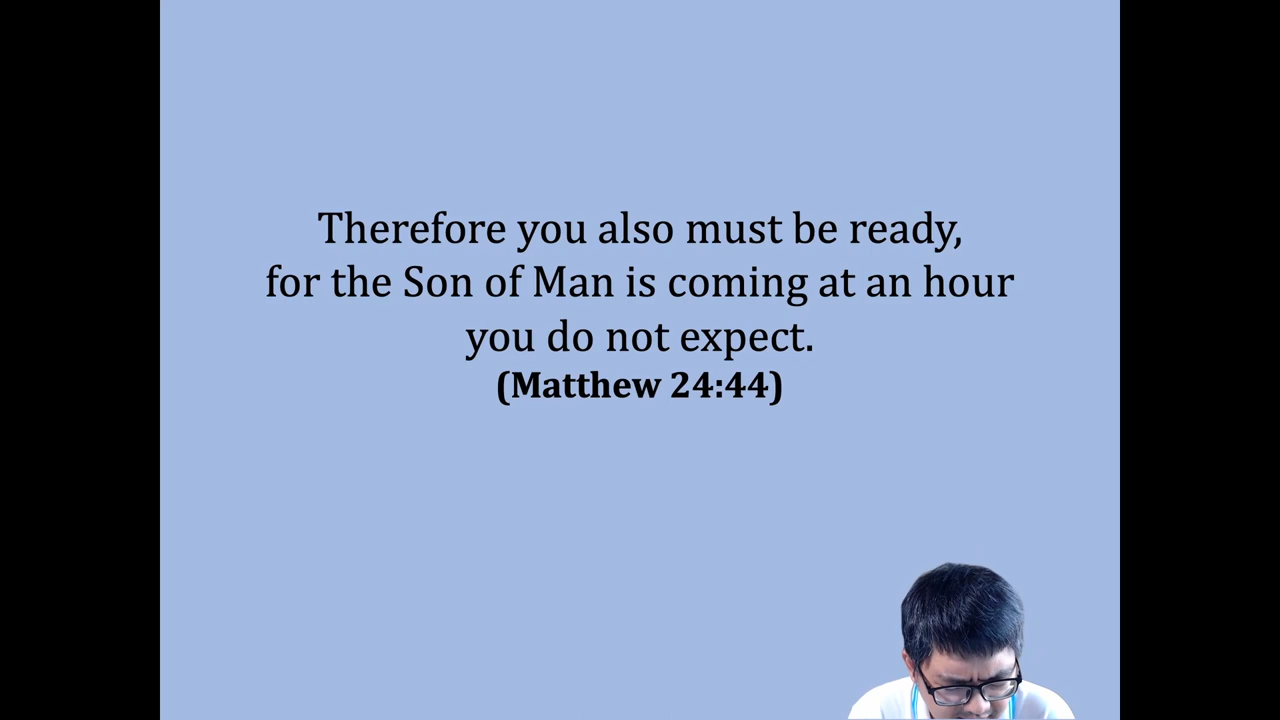 Therefore you also must be ready,
for the Son of Man is coming at an hour
you do not expect.
(Matthew 24:44)